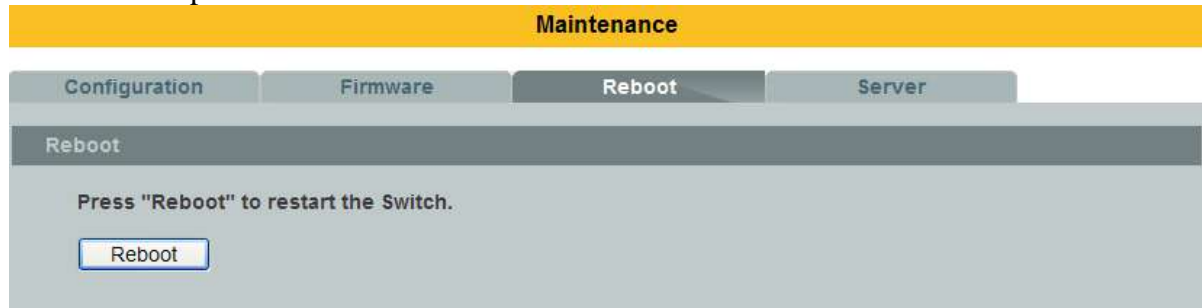 Maintenance
Configuration Firmware Reboot Server
Reboot
Press "Reboot" to restart the Switch.
Reboot